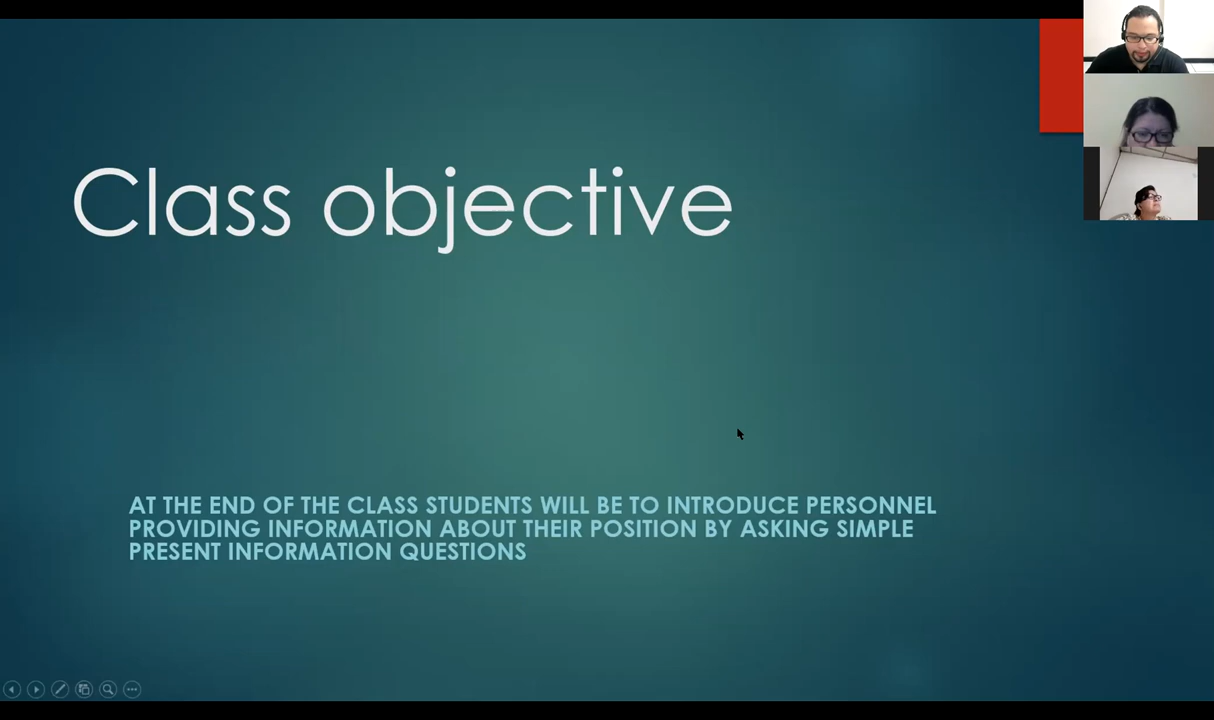 Class objective
AT THE END OF THE CLASS STUDENTS WILL BE TO INTRODUCE PERSONNEL
PROVIDING INFORMATION ABOUT THEIR POSITION BY ASKING SIMPLE
PRESENT INFORMATION QUESTIONS